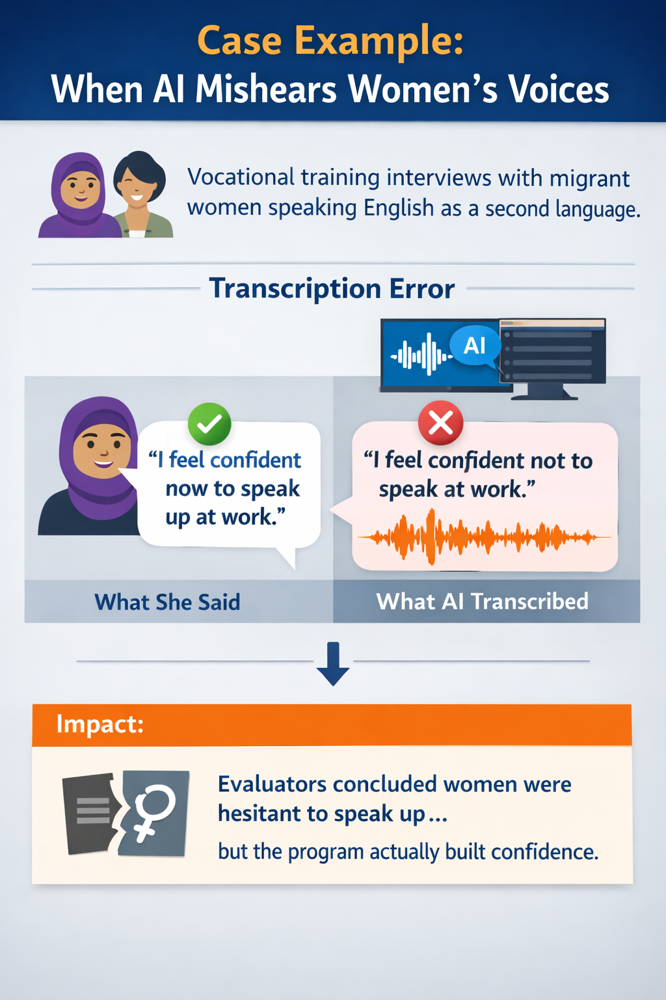 Case Example:
When AI Mishears Women’s Voices
Vocational training interviews with migrant
women speaking English as a second language.
Transcription Error
AI
“I feel confident
now to speak
up at work.”
“I feel confident not to
speak at work.”
What She Said
What AI Transcribed
Impact:
Evaluators concluded women were
hesitant to speak up...
but the program actually built confidence.